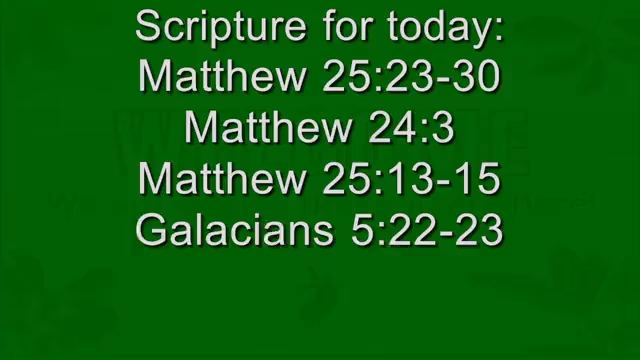 Scripture for today:
Matthew 25:23-30
Matthew 24:3
Matthew 25:13-15
Galacians 5:22-23